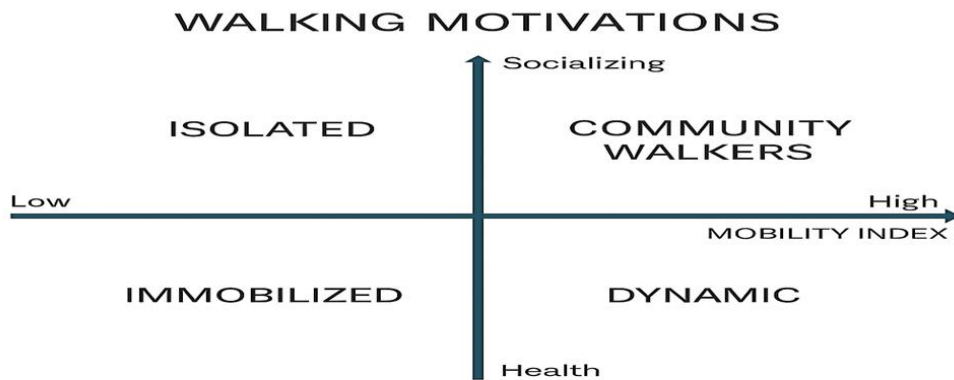 WALKING MOTIVATIONS
Socializing
ISOLATED
COMMUNITY
WALKERS
Low
High
MOBILITY INDEX
IMMOBILIZED
DYNAMIC
Health